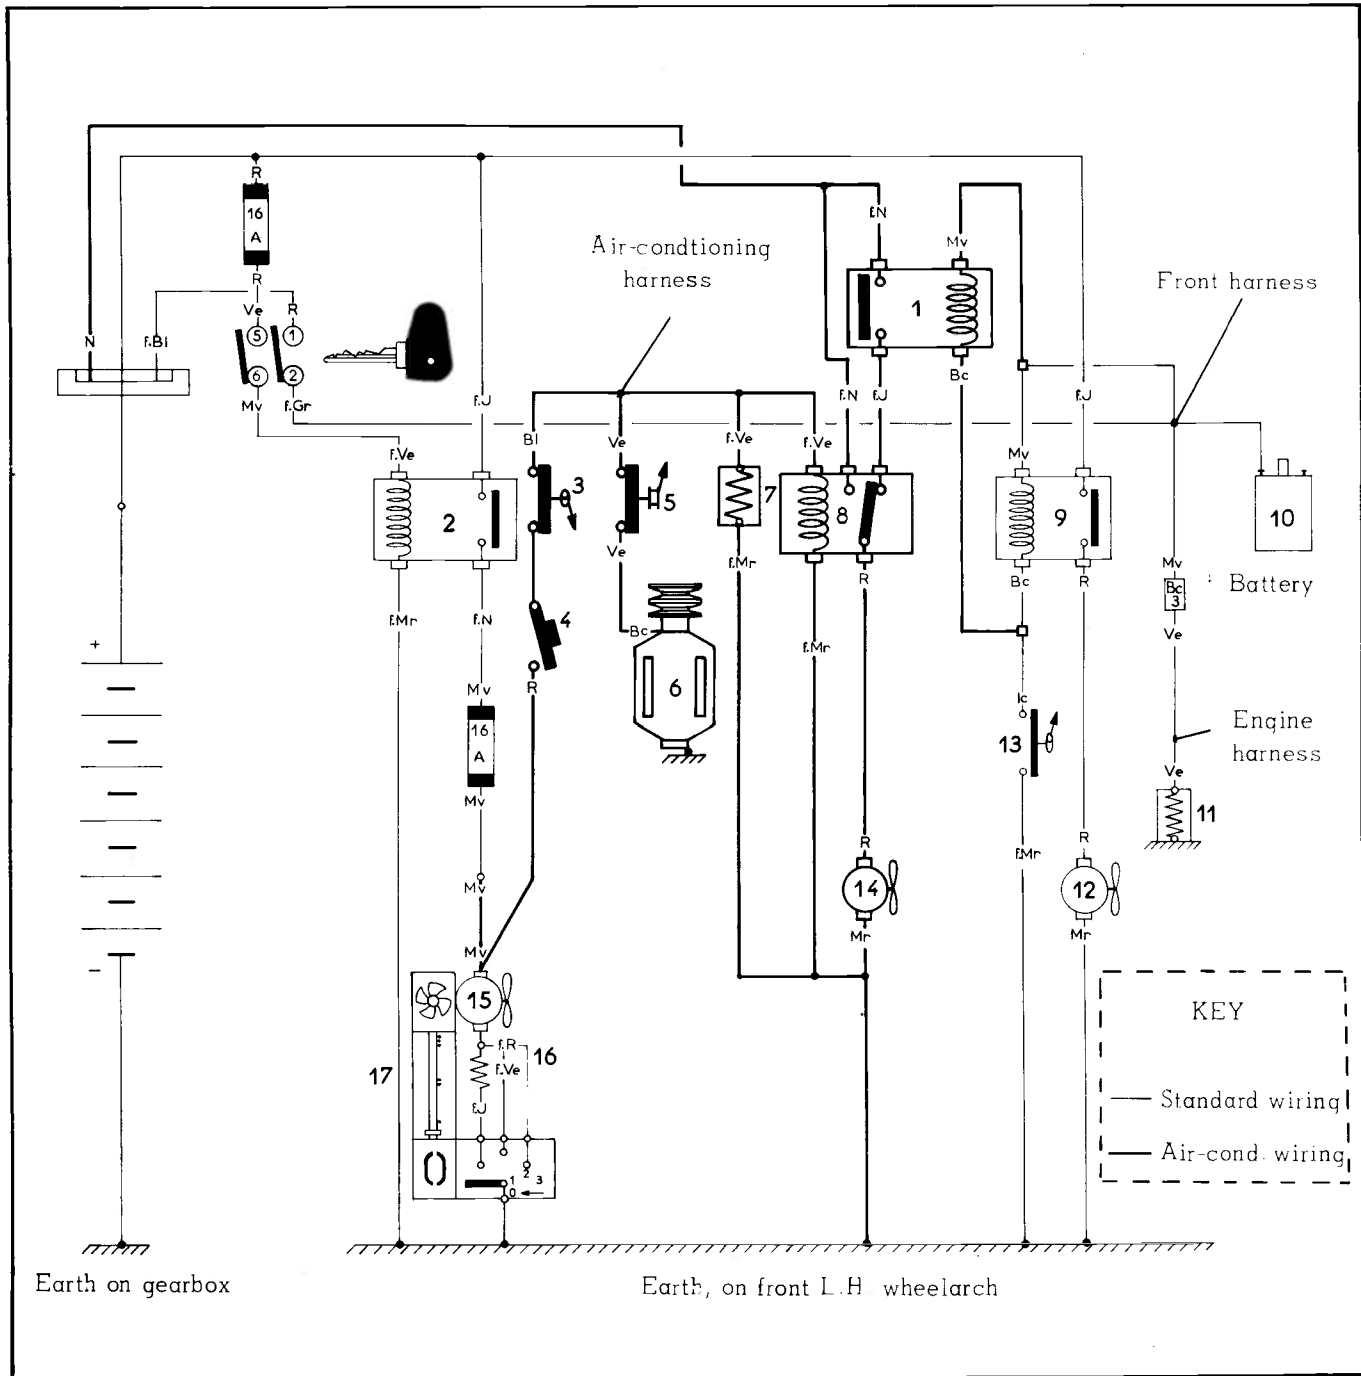 R
16
A
R
Ve
R
5
1
6
2
Mv
f.Gr
N
f.Bl
f.N
Mv
Air-condtioning
harness
Front harness
1
Bc
f.J
f.Ve
f.J
Bl
Ve
f.Ve
f.Ve
f.N
f.J
Mv
f.J
2
3
5
7
8
9
10
Battery
Ve
f.Mr
R
Bc
R
Mv
Bc
3
Ve
f.Mr
f.N
4
Bc
f.Mr
+
R
6
Mv
16
A
Mv
Ic
13
Engine
harness
Ve
11
f.Mr
R
R
14
12
Mr
Mr
Mv
Mv
–
15
f.R
16
f.Ve
17
f.J
1
2
3
0
KEY
Standard wiring
Air-cond. wiring
Earth on gearbox
Earth, on front L.H. wheelarch